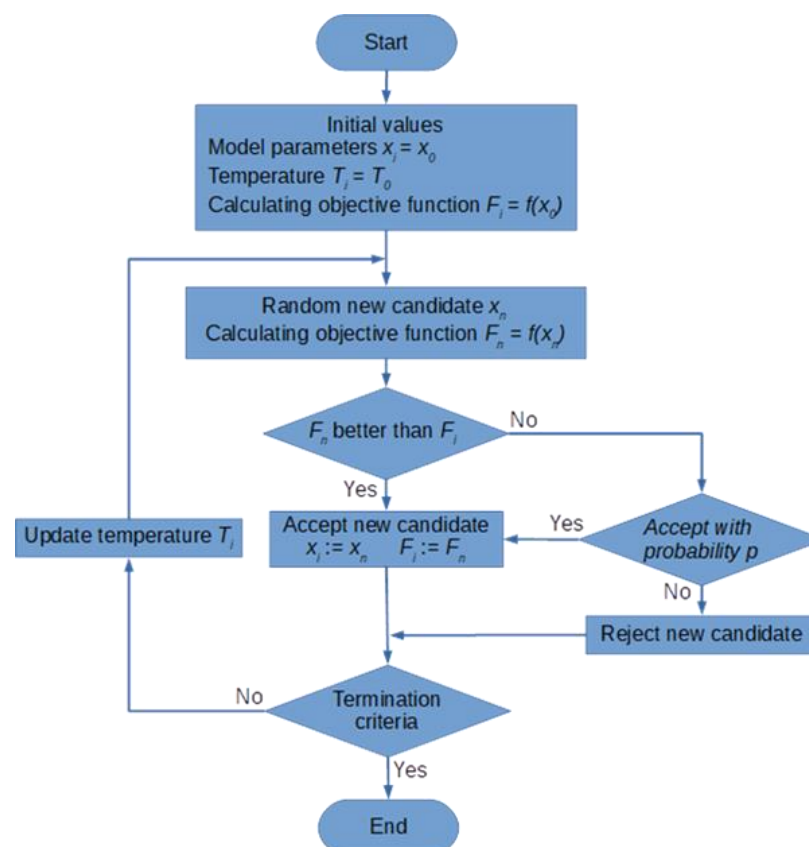 Start
Initial values
Model parameters xᵢ = x₀
Temperature Tᵢ = T₀
Calculating objective function Fᵢ = f(x₀)
Random new candidate xₙ
Calculating objective function Fₙ = f(xₙ)
Fₙ better than Fᵢ
No
Yes
Accept new candidate
xᵢ := xₙ Fᵢ := Fₙ
Yes
Accept with
probability p
No
Reject new candidate
Update temperature Tᵢ
No
Termination
criteria
Yes
End